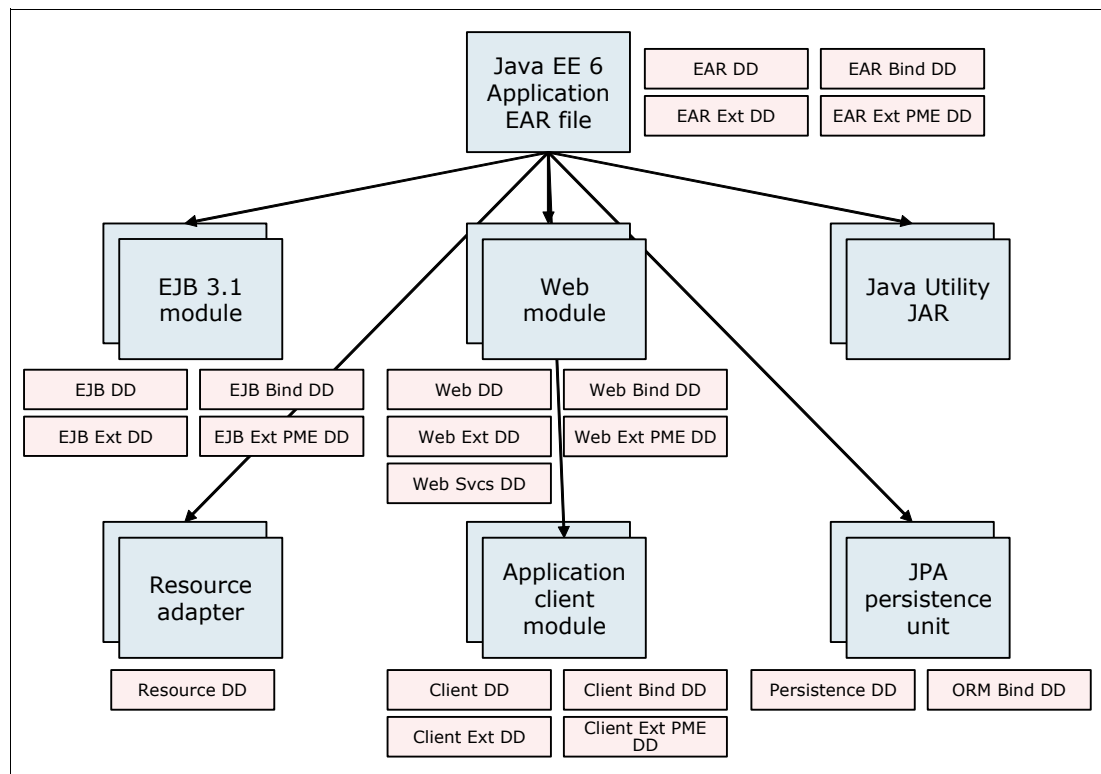 Java EE 6
Application
EAR file
EAR DD
EAR Bind DD
EAR Ext DD
EAR Ext PME DD
EJB 3.1
module
Web
module
Java Utility
JAR
EJB DD
EJB Bind DD
EJB Ext DD
EJB Ext PME DD
Web DD
Web Bind DD
Web Ext DD
Web Ext PME DD
Web Svcs DD
Resource
adapter
Application
client
module
JPA
persistence
unit
Resource DD
Client DD
Client Bind DD
Client Ext DD
Client Ext PME
DD
Persistence DD
ORM Bind DD